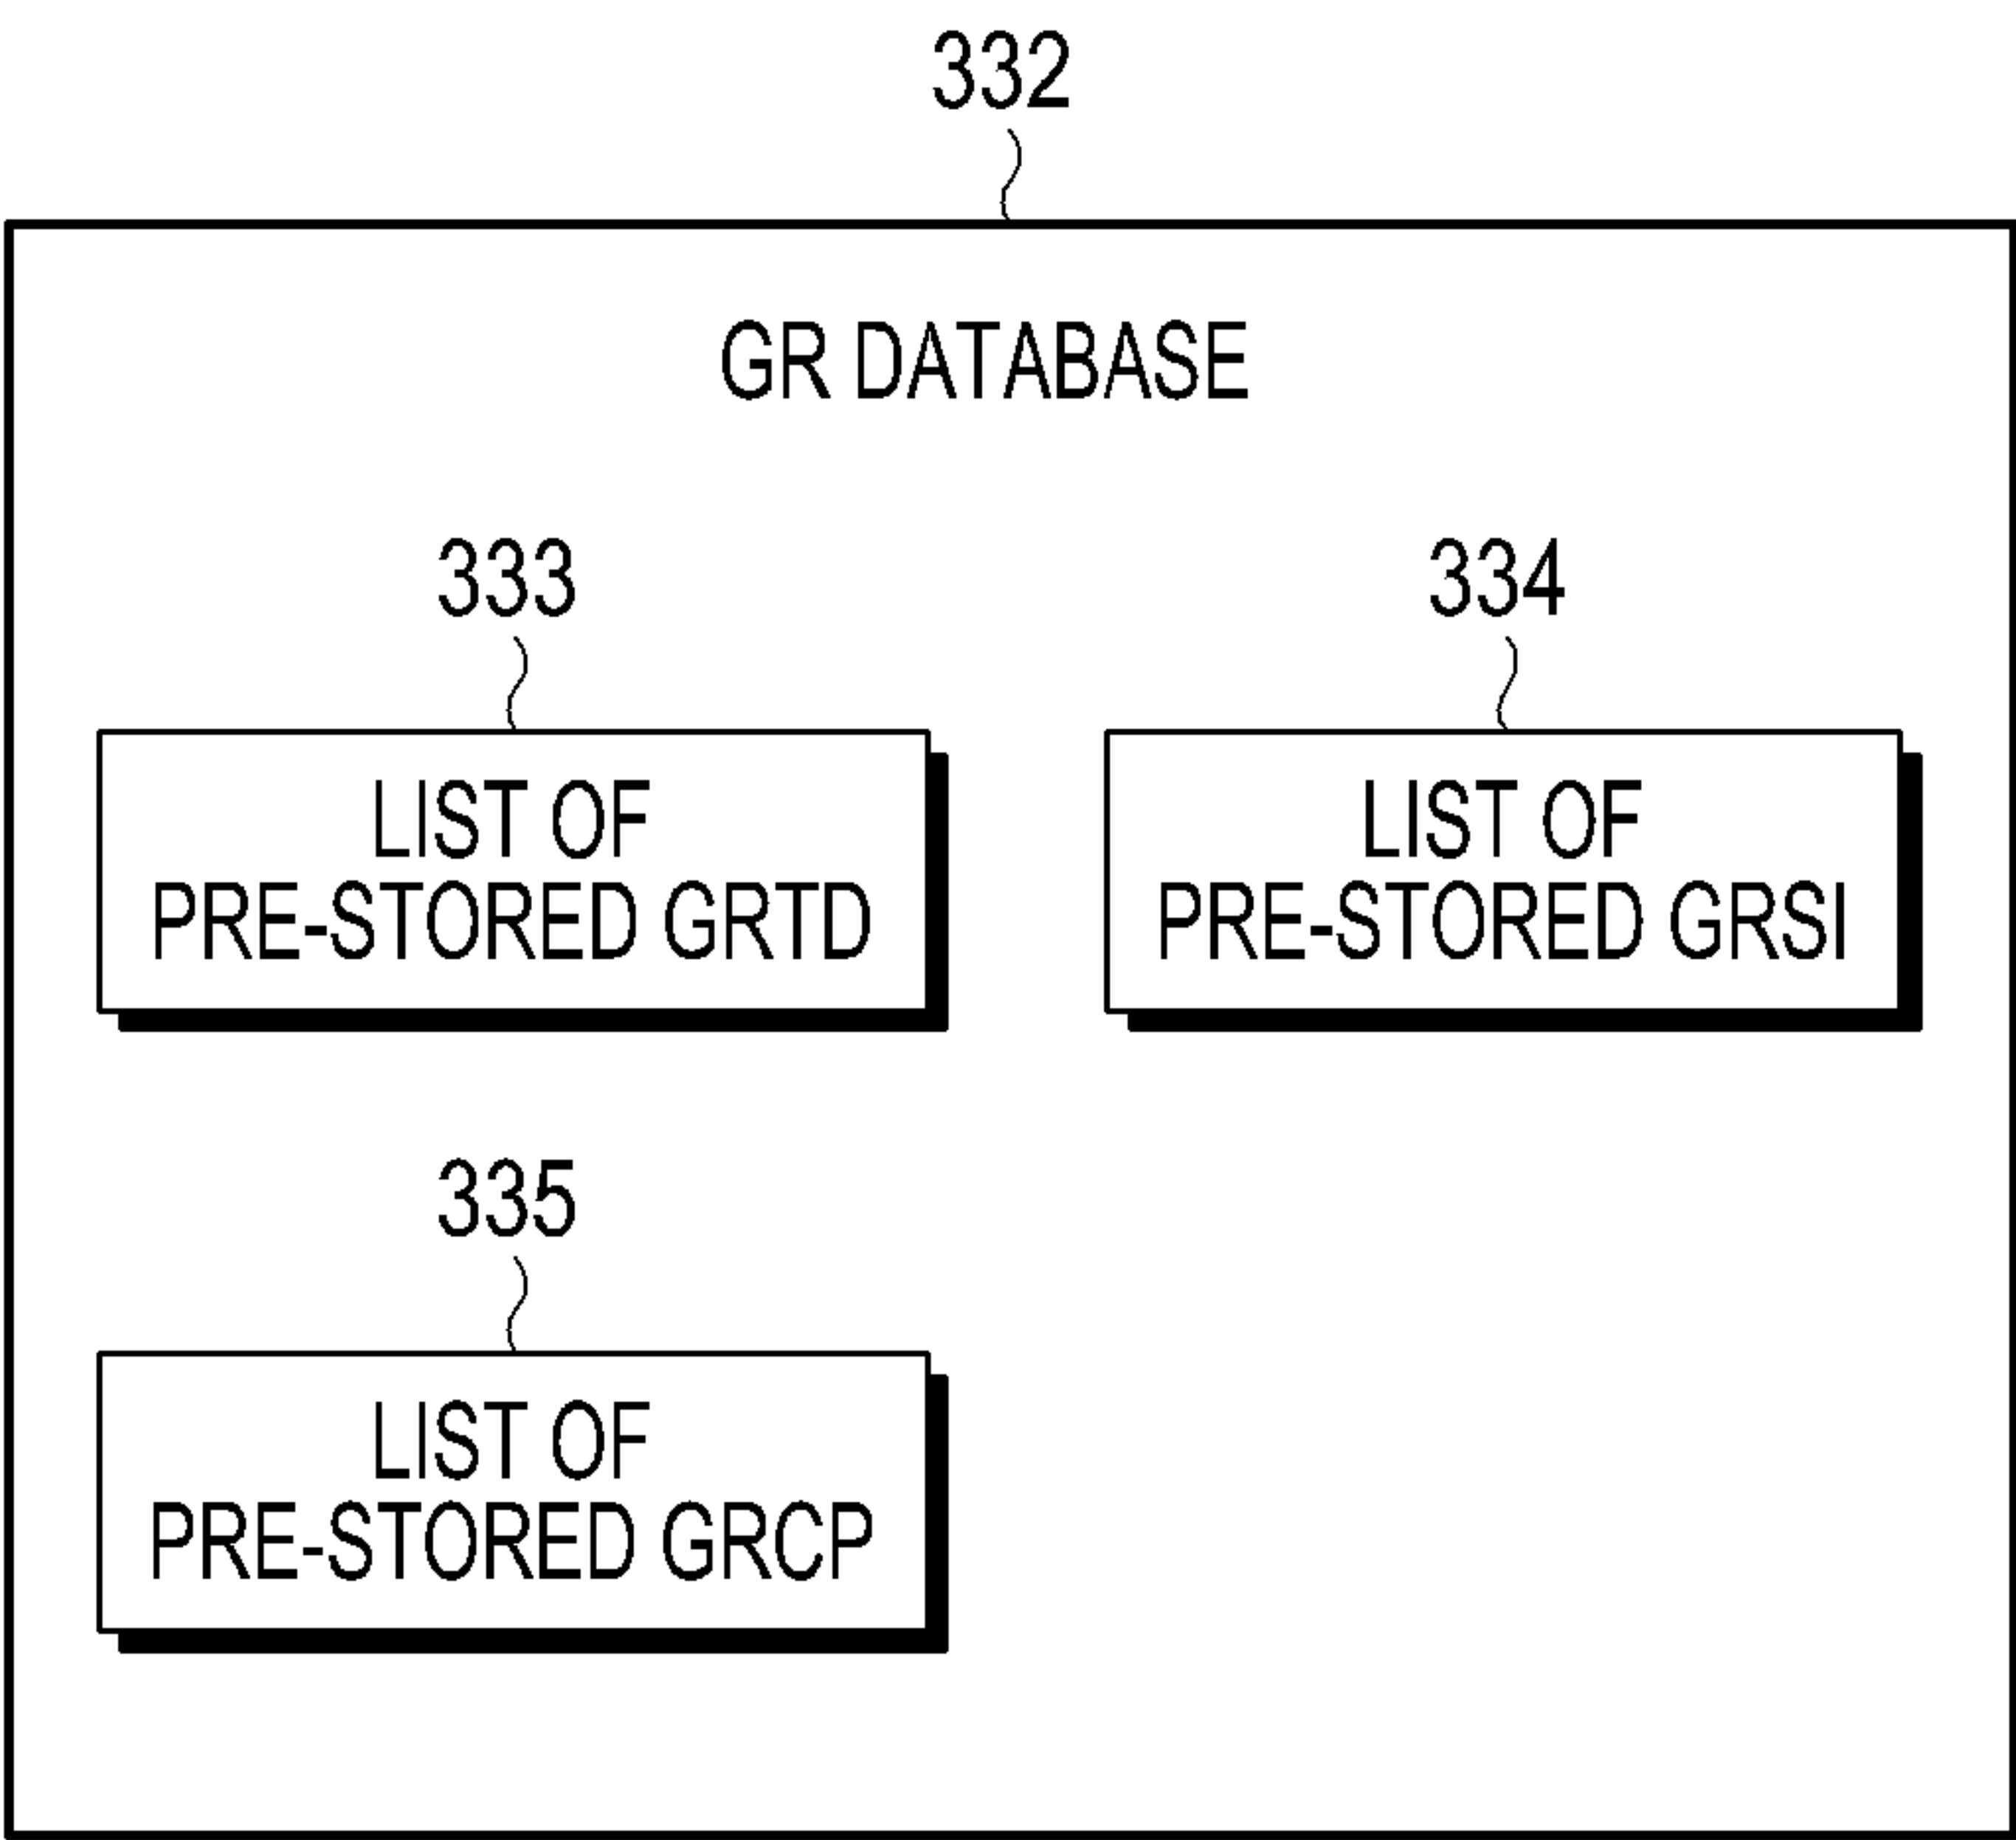 332
GR DATABASE
333
LIST OF
PRE-STORED GRTD
334
LIST OF
PRE-STORED GRSI
335
LIST OF
PRE-STORED GRCP